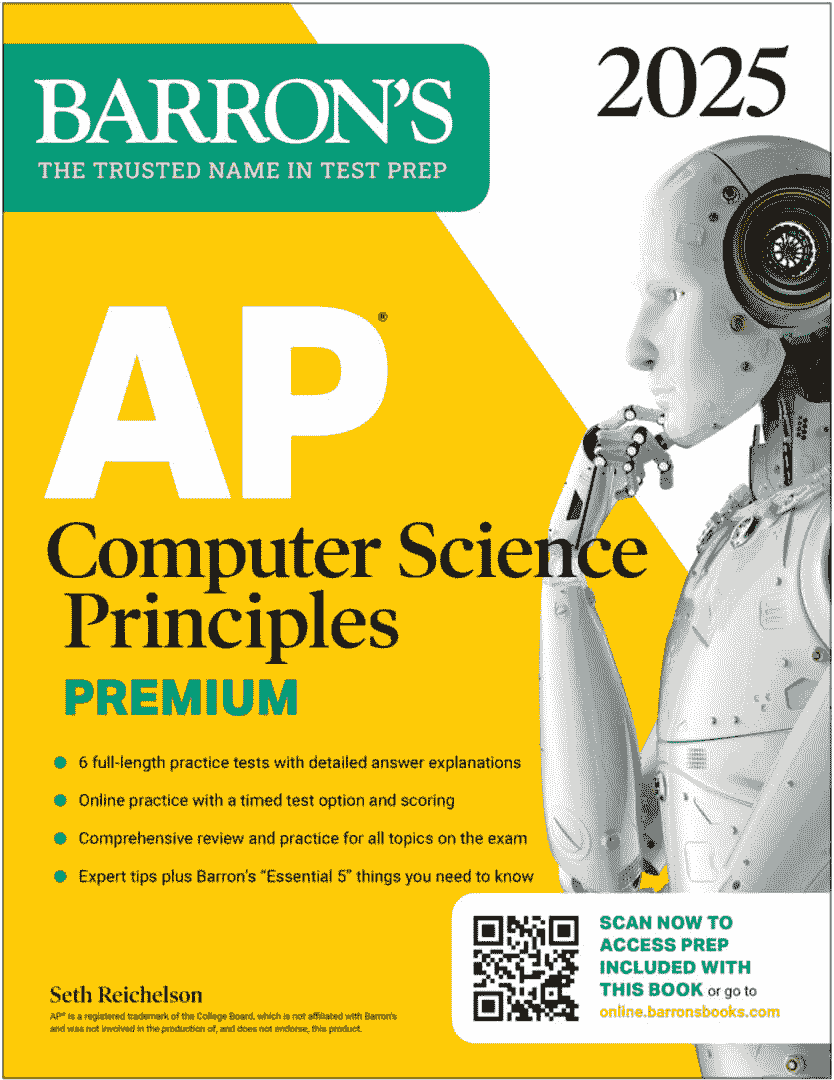 BARRON'S
THE TRUSTED NAME IN TEST PREP
2025
AP®
Computer Science
Principles
PREMIUM
6 full-length practice tests with detailed answer explanations
Online practice with a timed test option and scoring
Comprehensive review and practice for all topics on the exam
Expert tips plus Barron's “Essential 5” things you need to know
Seth Reichelson
AP® is a registered trademark of the College Board, which is not affiliated with Barron's
and was not involved in the production of, and does not endorse, this product.
SCAN NOW TO
ACCESS PREP
INCLUDED WITH
THIS BOOK or go to
online.barronsbooks.com